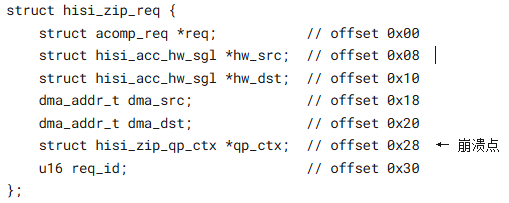 struct hisi_zip_req {
    struct acomp_req *req;            // offset 0x00
    struct hisi_acc_hw_sgl *hw_src;  // offset 0x08
    struct hisi_acc_hw_sgl *hw_dst;  // offset 0x10
    dma_addr_t dma_src;               // offset 0x18
    dma_addr_t dma_dst;               // offset 0x20
    struct hisi_zip_qp_ctx *qp_ctx;  // offset 0x28  ← 崩溃点
    u16 req_id;                       // offset 0x30
};